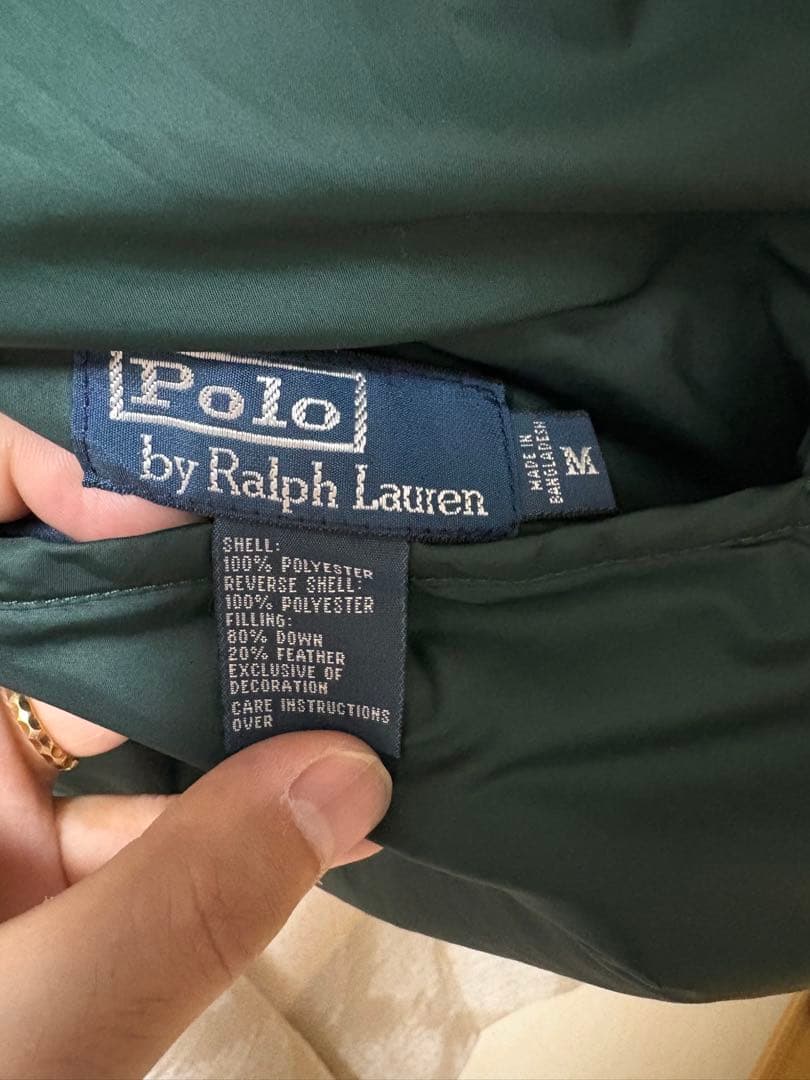 Polo
by Ralph Lauren
MADE IN
BANGLADESH
M
SHELL:
100% POLYESTER
REVERSE SHELL:
100% POLYESTER
FILLING:
80% DOWN
20% FEATHER
EXCLUSIVE OF
DECORATION
CARE INSTRUCTIONS
OVER